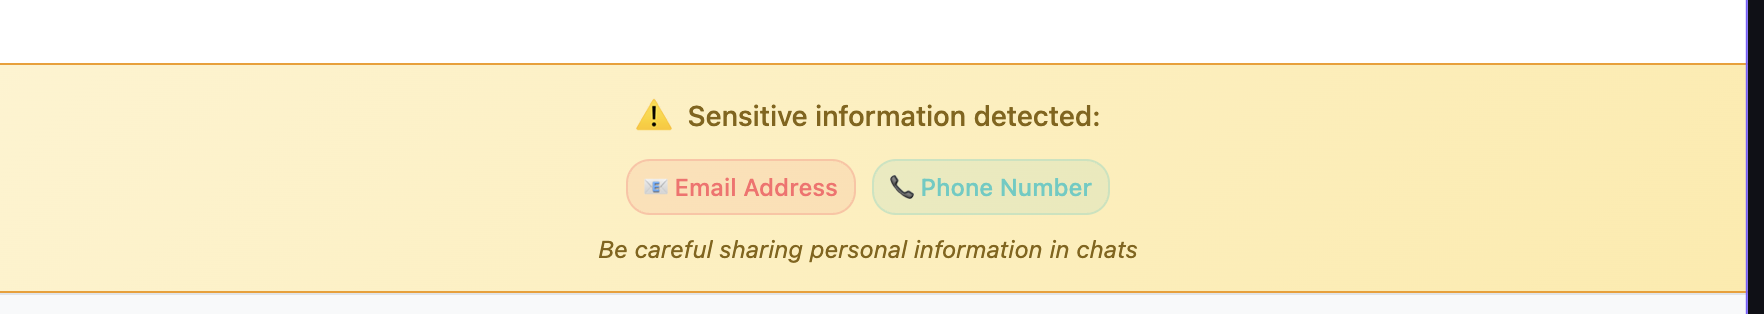 ⚠️ Sensitive information detected:
📧 Email Address 📞 Phone Number
Be careful sharing personal information in chats